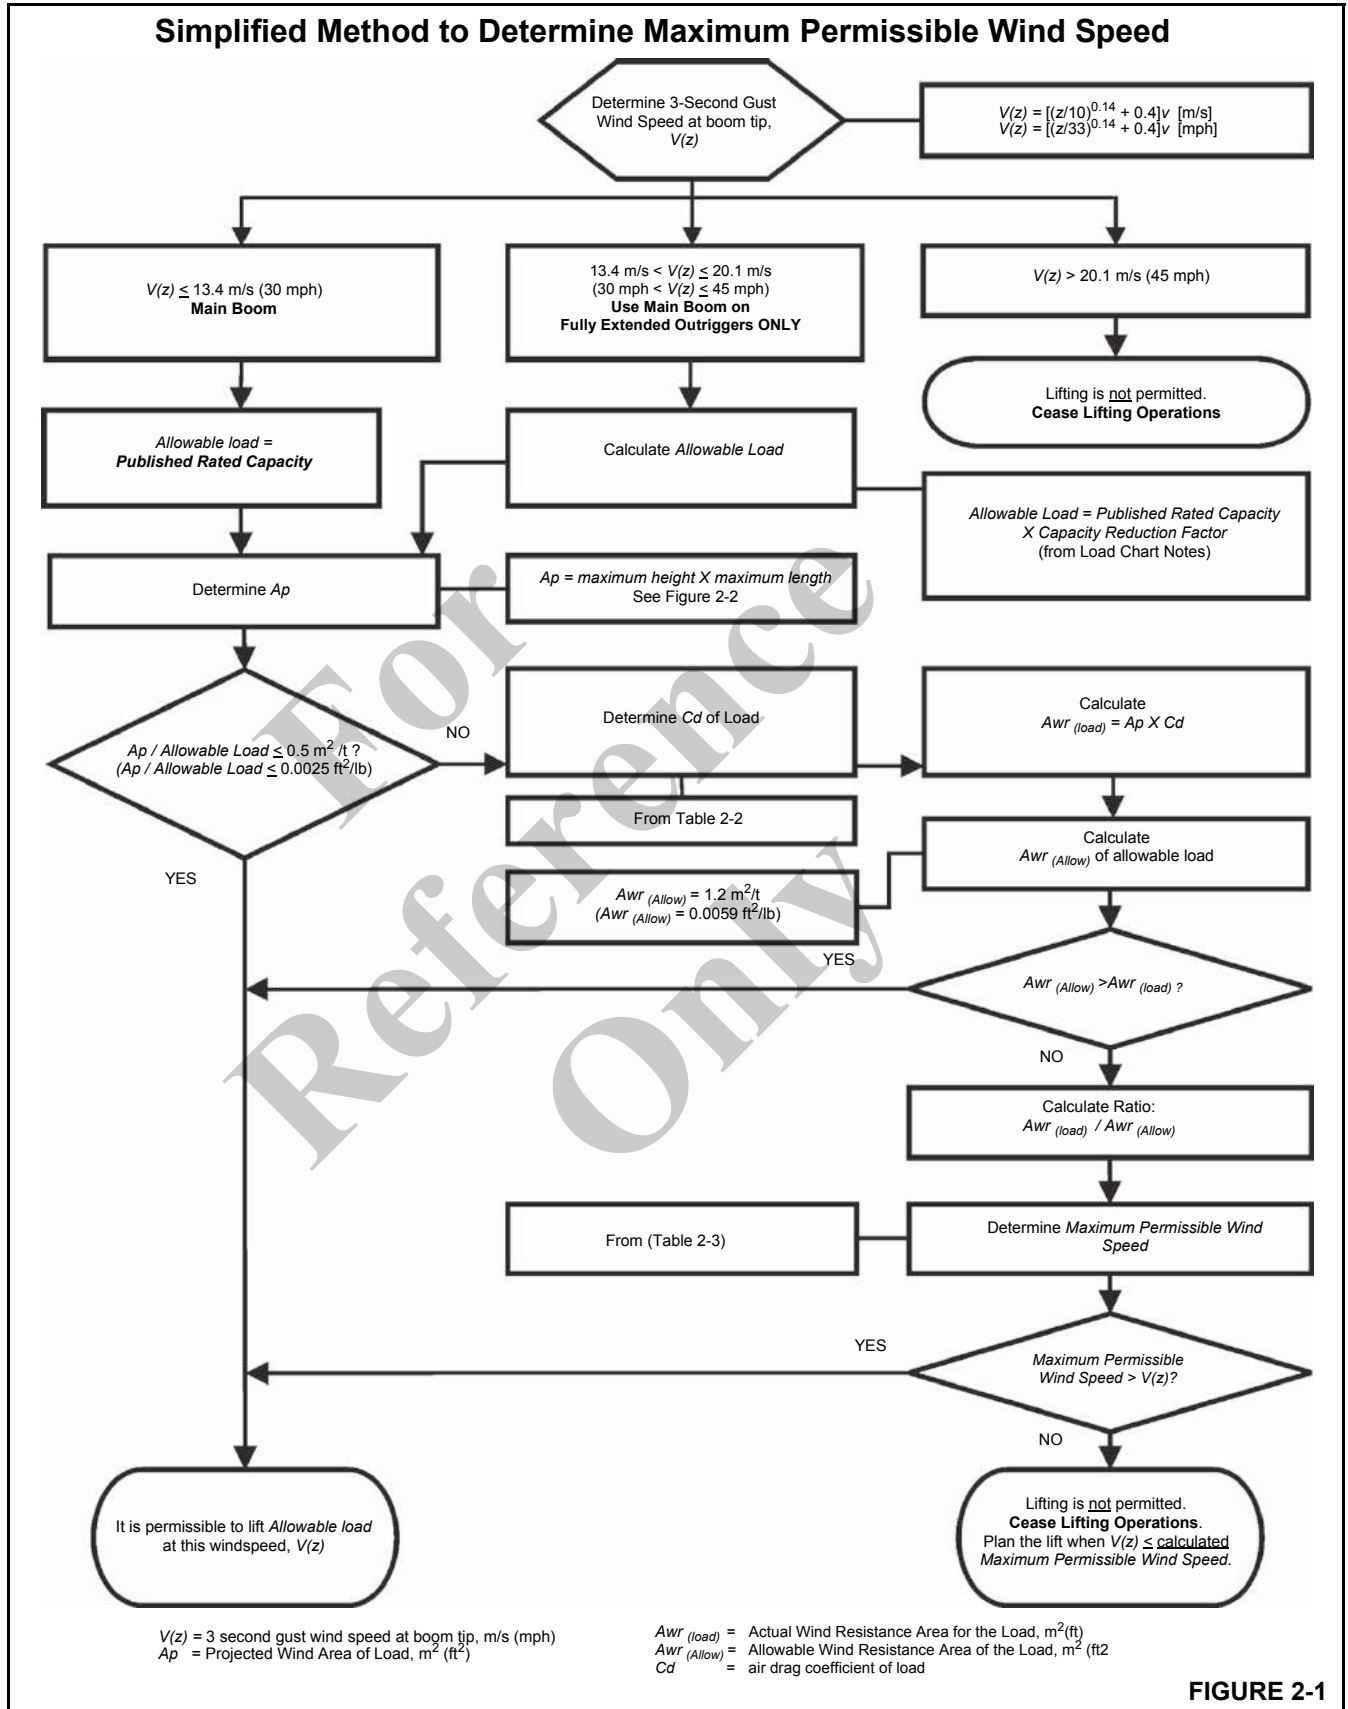 Simplified Method to Determine Maximum Permissible Wind Speed
Determine 3-Second Gust
Wind Speed at boom tip,
V(z)
V(z) = [(z/10)^0.14 + 0.4]v [m/s]
V(z) = [(z/33)^0.14 + 0.4]v [mph]
V(z) ≤ 13.4 m/s (30 mph)
Main Boom
13.4 m/s < V(z) ≤ 20.1 m/s
(30 mph < V(z) ≤ 45 mph)
Use Main Boom on
Fully Extended Outriggers ONLY
V(z) > 20.1 m/s (45 mph)
Lifting is not permitted.
Cease Lifting Operations
Allowable load =
Published Rated Capacity
Calculate Allowable Load
Allowable Load = Published Rated Capacity
X Capacity Reduction Factor
(from Load Chart Notes)
Determine Ap
Ap = maximum height X maximum length
See Figure 2-2
Ap / Allowable Load ≤ 0.5 m² /t ?
(Ap / Allowable Load ≤ 0.0025 ft²/lb)
NO
Determine Cd of Load
Calculate
Awr (load) = Ap X Cd
From Table 2-2
Calculate
Awr (Allow) of allowable load
YES
Awr (Allow) = 1.2 m²/t
(Awr (Allow) = 0.0059 ft²/lb)
YES
Awr (Allow) >Awr (load) ?
NO
Calculate Ratio:
Awr (load) / Awr (Allow)
From (Table 2-3)
Determine Maximum Permissible Wind
Speed
YES
Maximum Permissible
Wind Speed > V(z)?
NO
It is permissible to lift Allowable load
at this windspeed, V(z)
Lifting is not permitted.
Cease Lifting Operations.
Plan the lift when V(z) ≤ calculated
Maximum Permissible Wind Speed.
V(z) = 3 second gust wind speed at boom tip, m/s (mph)
Ap = Projected Wind Area of Load, m² (ft²)
Awr (load) = Actual Wind Resistance Area for the Load, m²(ft)
Awr (Allow) = Allowable Wind Resistance Area of the Load, m² (ft2
Cd = air drag coefficient of load
FIGURE 2-1
For
Reference
Only